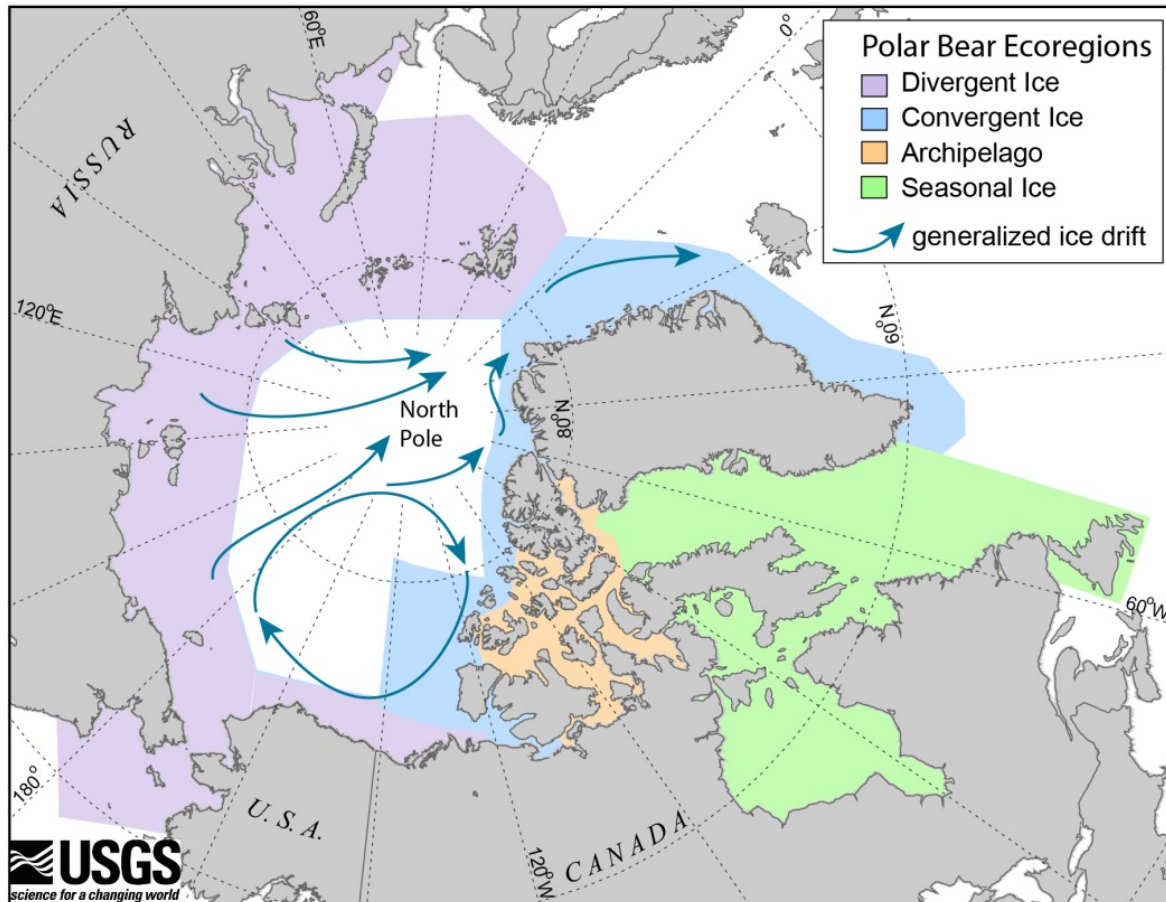 60°E
0°
Polar Bear Ecoregions
Divergent Ice
Convergent Ice
Archipelago
Seasonal Ice
generalized ice drift
RUSSIA
120°E
60°N
80°N
North
Pole
60°W
180°
U.S.A.
CANADA
120°W
USGS
science for a changing world